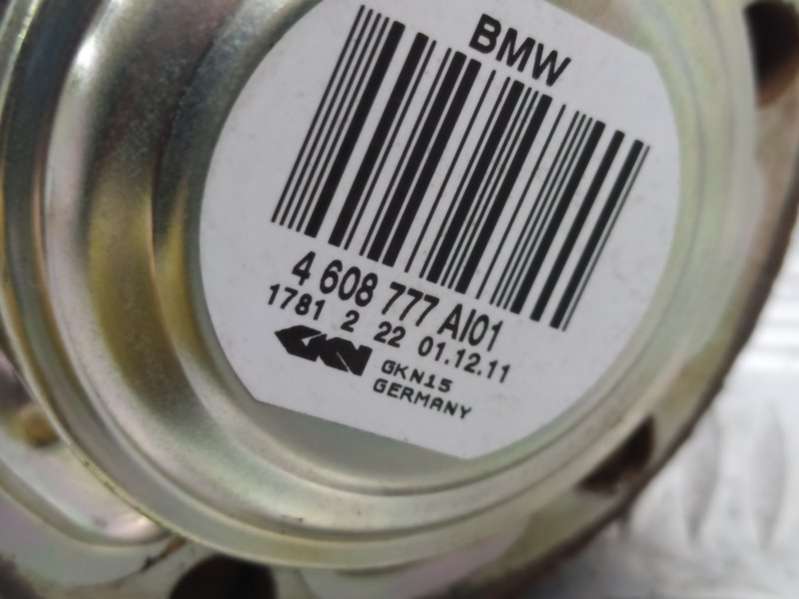 BMW
4 608 777 AI01
1781 2 22 01.12.11
GKN GKN15
GERMANY